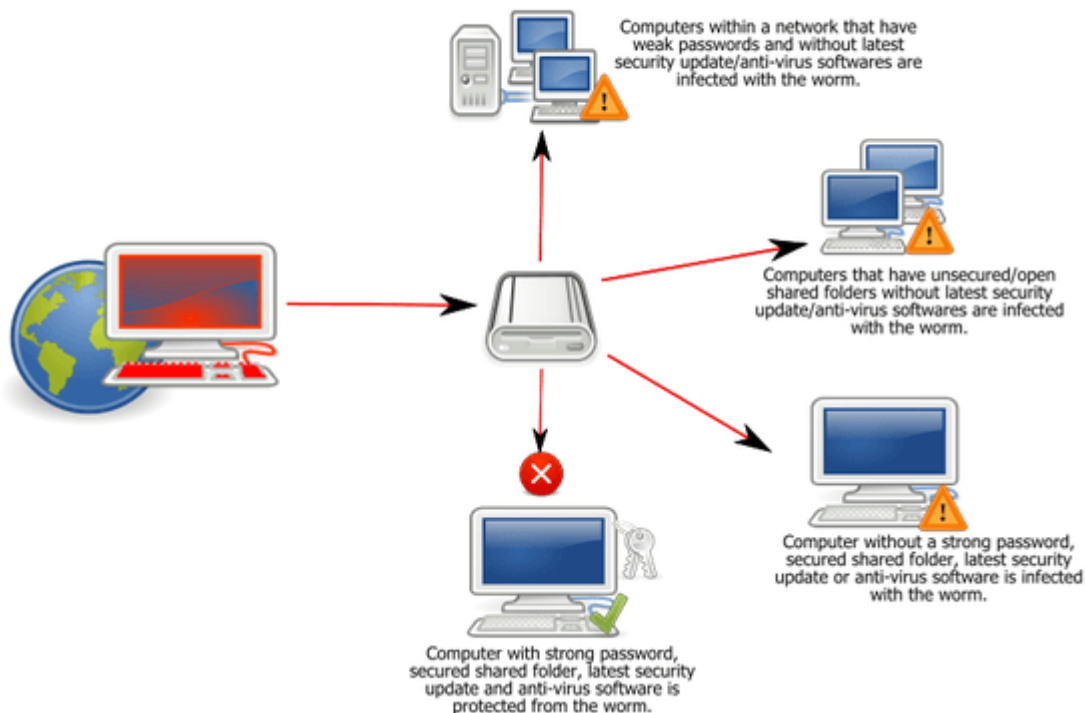 Computers within a network that have
weak passwords and without latest
security update/anti-virus softwares are
infected with the worm.
Computers that have unsecured/open
shared folders without latest security
update/anti-virus softwares are infected
with the worm.
Computer without a strong password,
secured shared folder, latest security
update or anti-virus software is infected
with the worm.
Computer with strong password,
secured shared folder, latest security
update and anti-virus software is
protected from the worm.